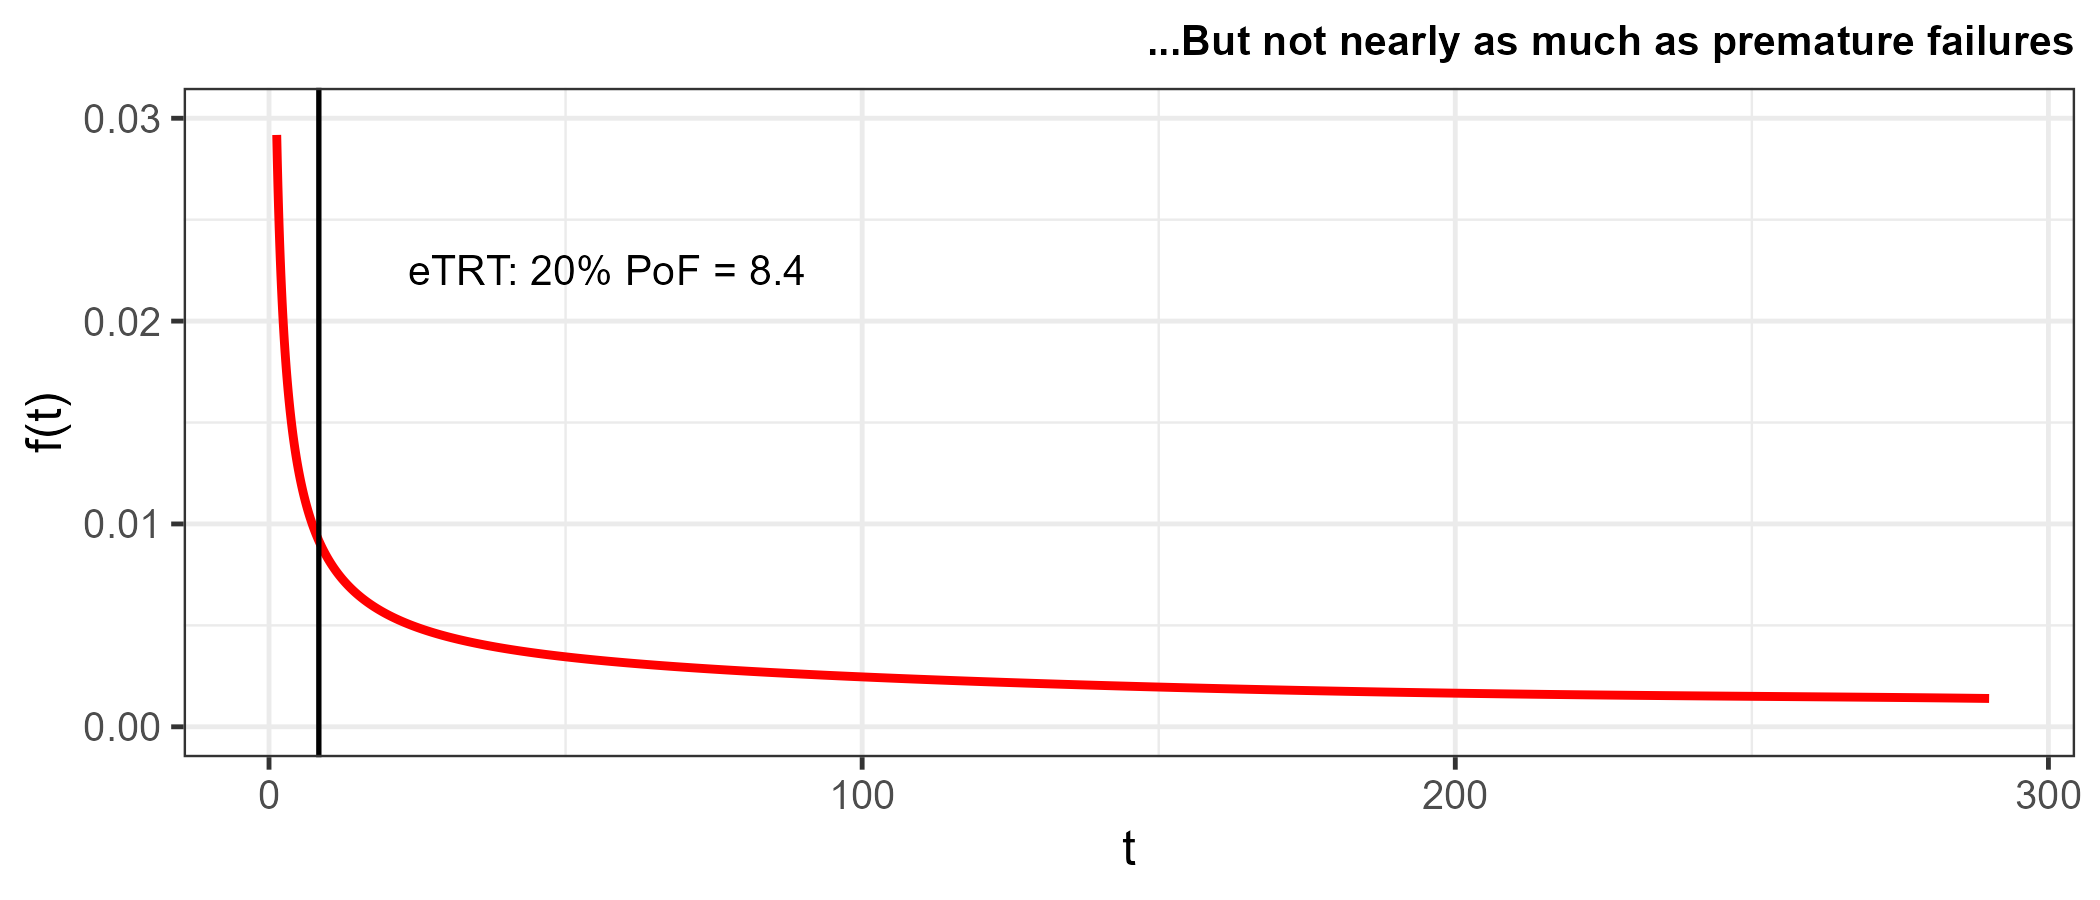 ...But not nearly as much as premature failures
0.03
eTRT: 20% PoF = 8.4
0.02
f(t)
0.01
0.00
0 100 200 300
t